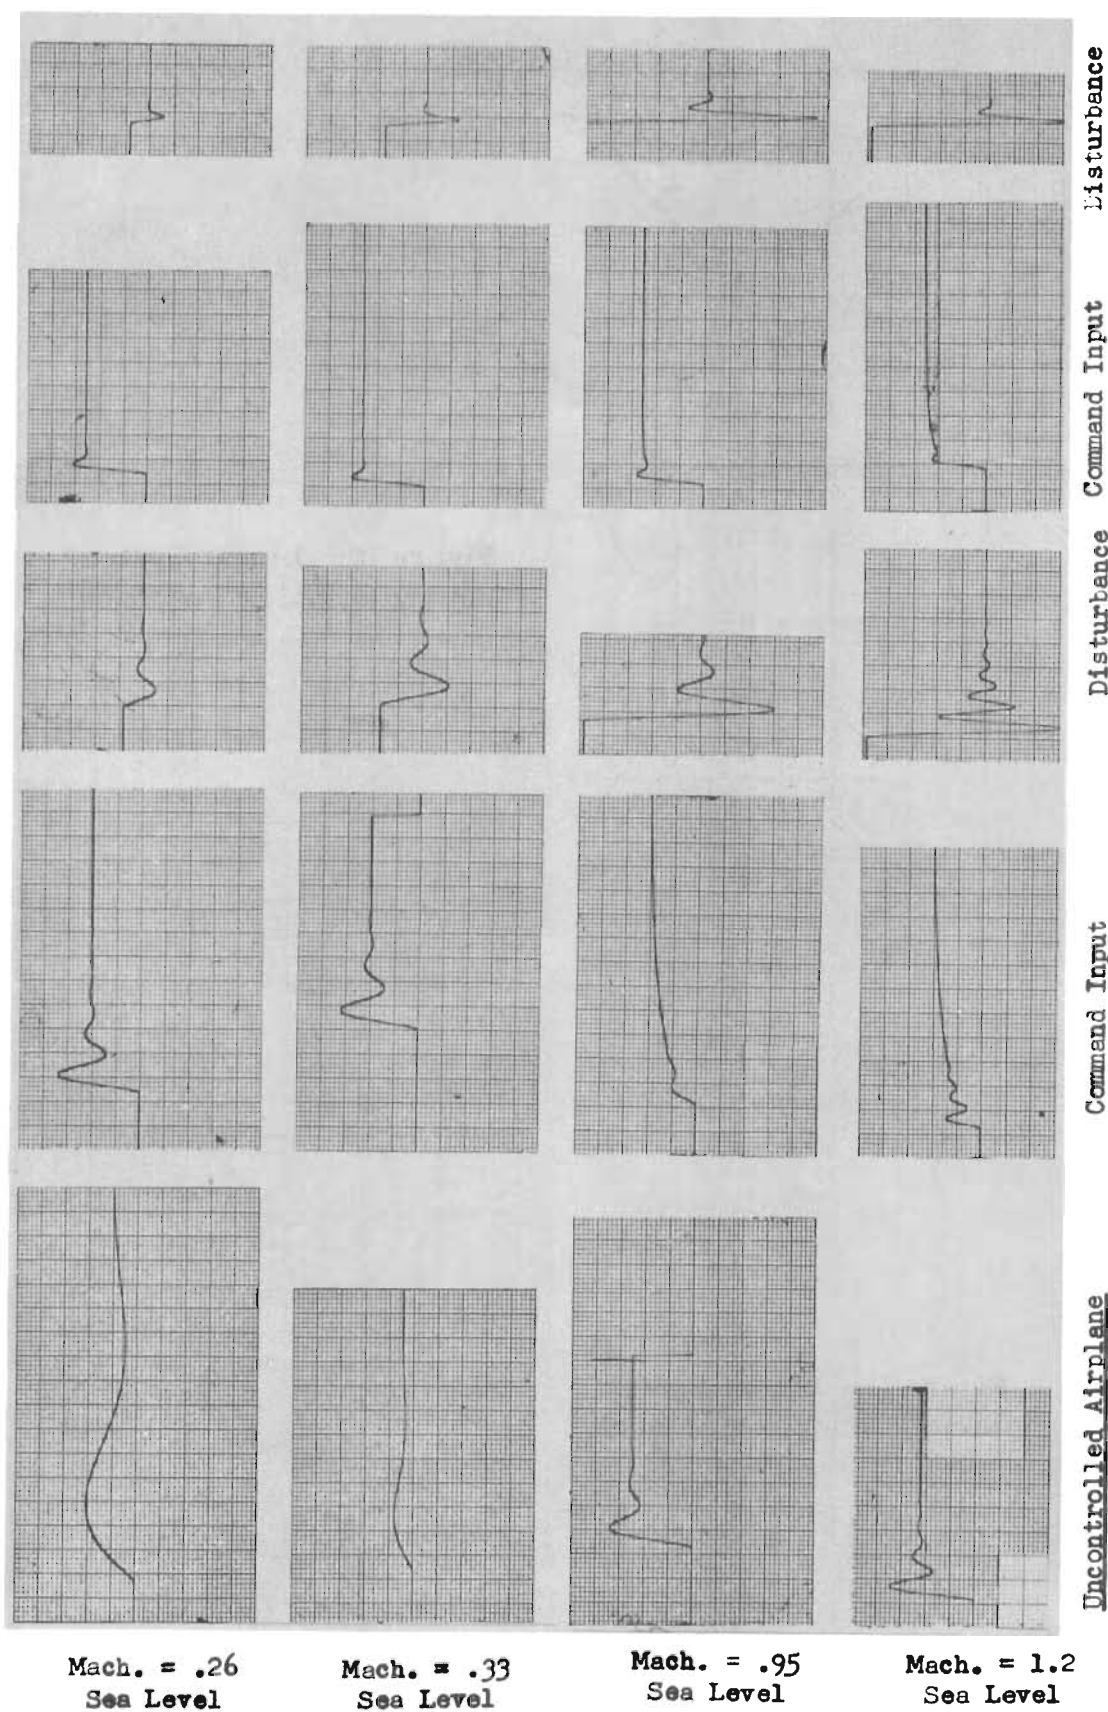 Disturbance
Command Input
Disturbance
Command Input
Uncontrolled Airplane
Mach. = .26
Sea Level
Mach. = .33
Sea Level
Mach. = .95
Sea Level
Mach. = 1.2
Sea Level